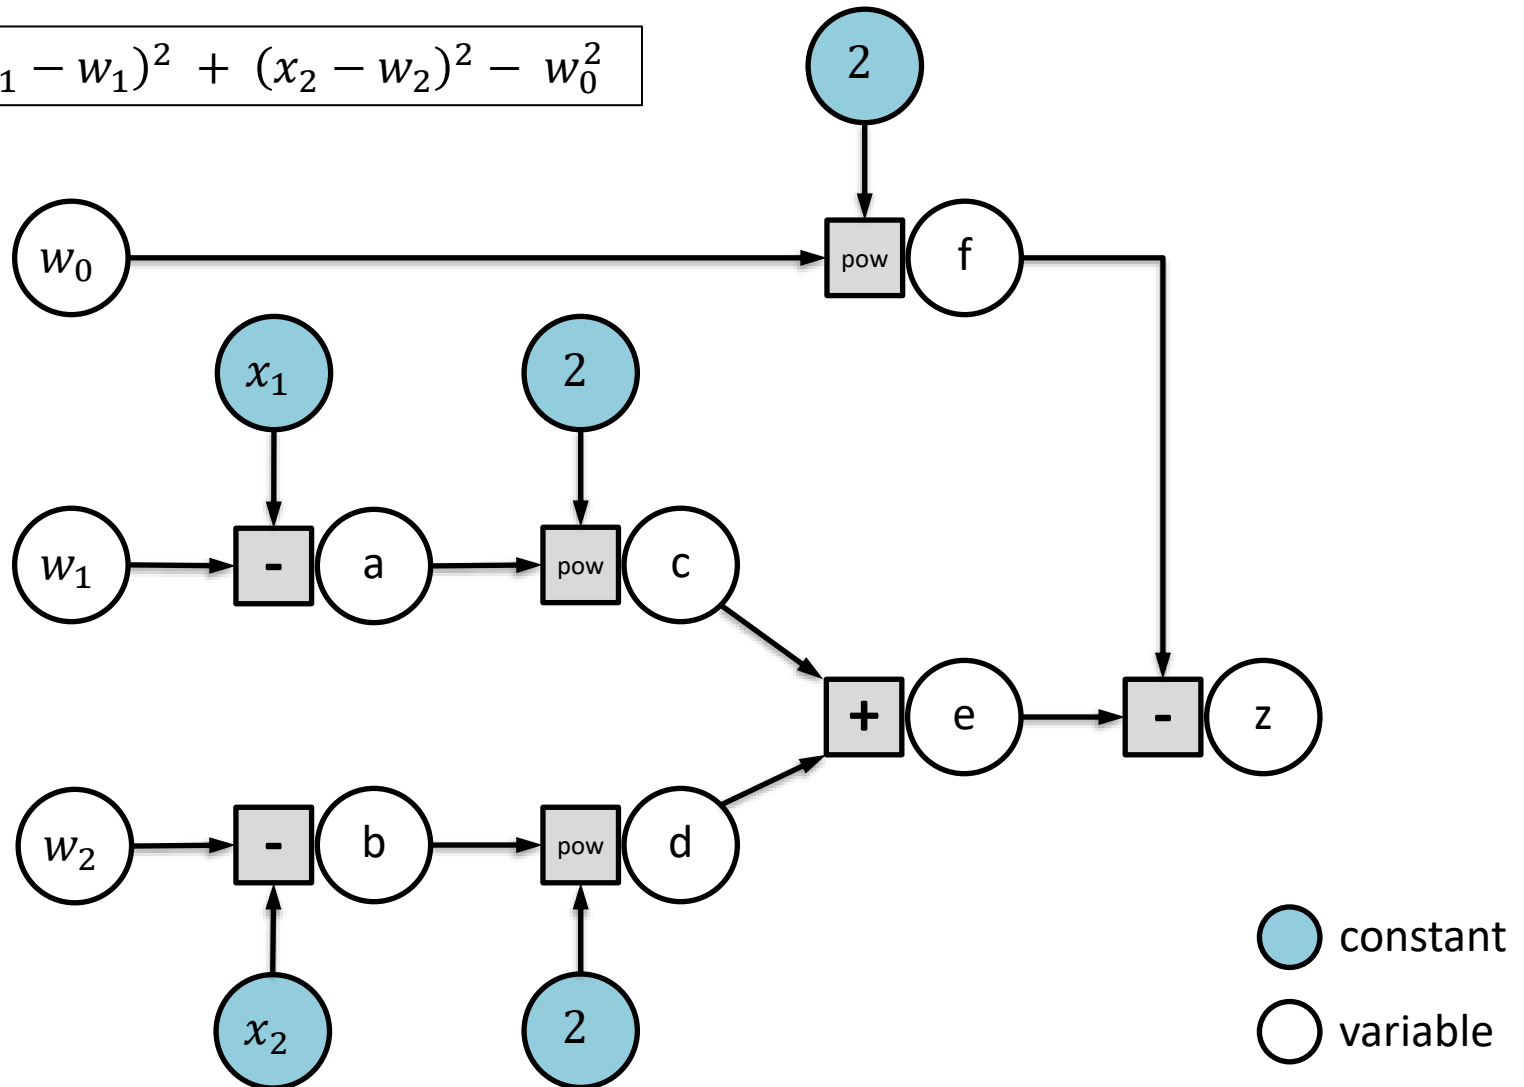 ₁ − w₁)² + (x₂ − w₂)² − w₀²
2
w₀
pow
f
x₁
2
w₁
-
a
pow
c
+
e
-
z
w₂
-
b
pow
d
x₂
2
constant
variable